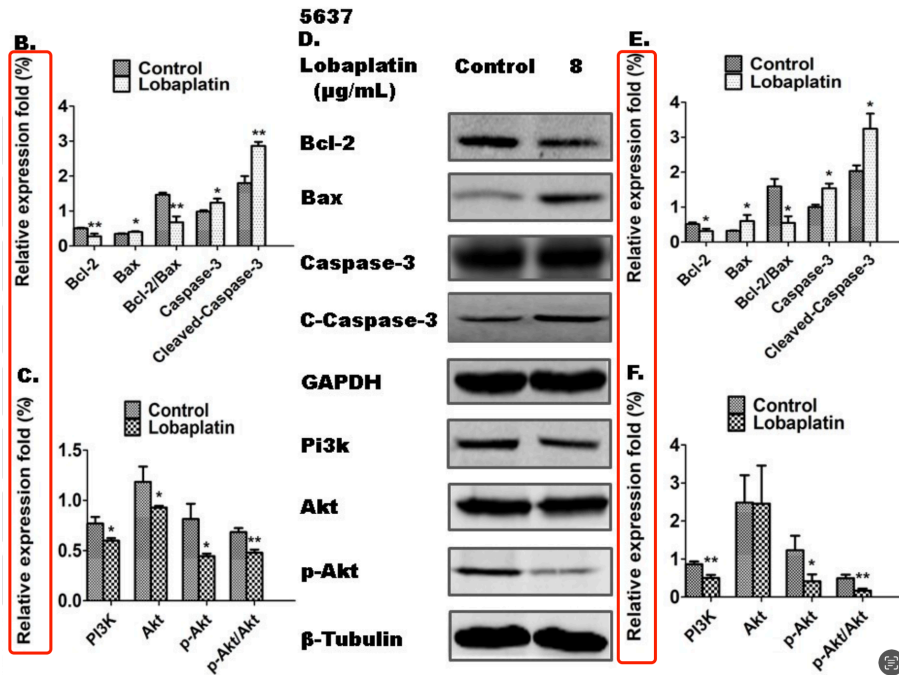 5637
B.
Relative expression fold (%)
Control
Lobaplatin
4
3
2
1
0
**
*
**
*
**
Bcl-2
Bax
Bcl-2/Bax
Caspase-3
Cleaved-Caspase-3
C.
Relative expression fold (%)
Control
Lobaplatin
1.5
1.0
0.5
0.0
*
*
*
**
PI3K
Akt
p-Akt
p-Akt/Akt
D.
Lobaplatin Control 8
(μg/mL)
Bcl-2
Bax
Caspase-3
C-Caspase-3
GAPDH
Pi3k
Akt
p-Akt
β-Tubulin
E.
Relative expression fold (%)
Control
Lobaplatin
4
3
2
1
0
*
*
*
*
*
Bcl-2
Bax
Bcl-2/Bax
Caspase-3
Cleaved-Caspase-3
F.
Relative expression fold (%)
Control
Lobaplatin
4
3
2
1
0
**
*
**
PI3K
Akt
p-Akt
p-Akt/Akt